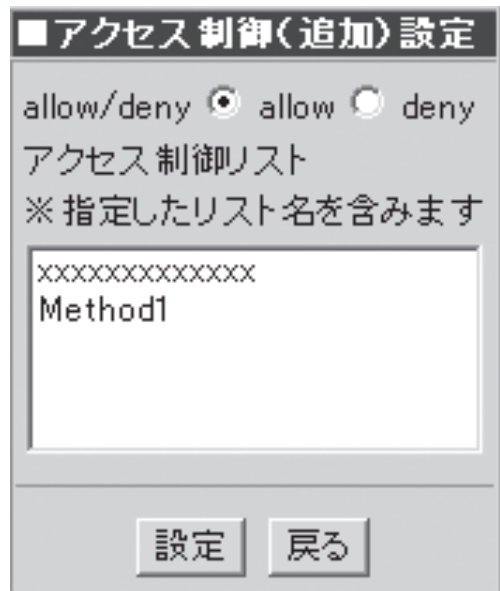 ■アクセス制御(追加)設定
allow/deny allow deny
アクセス制御リスト
※指定したリスト名を含みます
xxxxxxxxxxxxx
Method1
設定 戻る